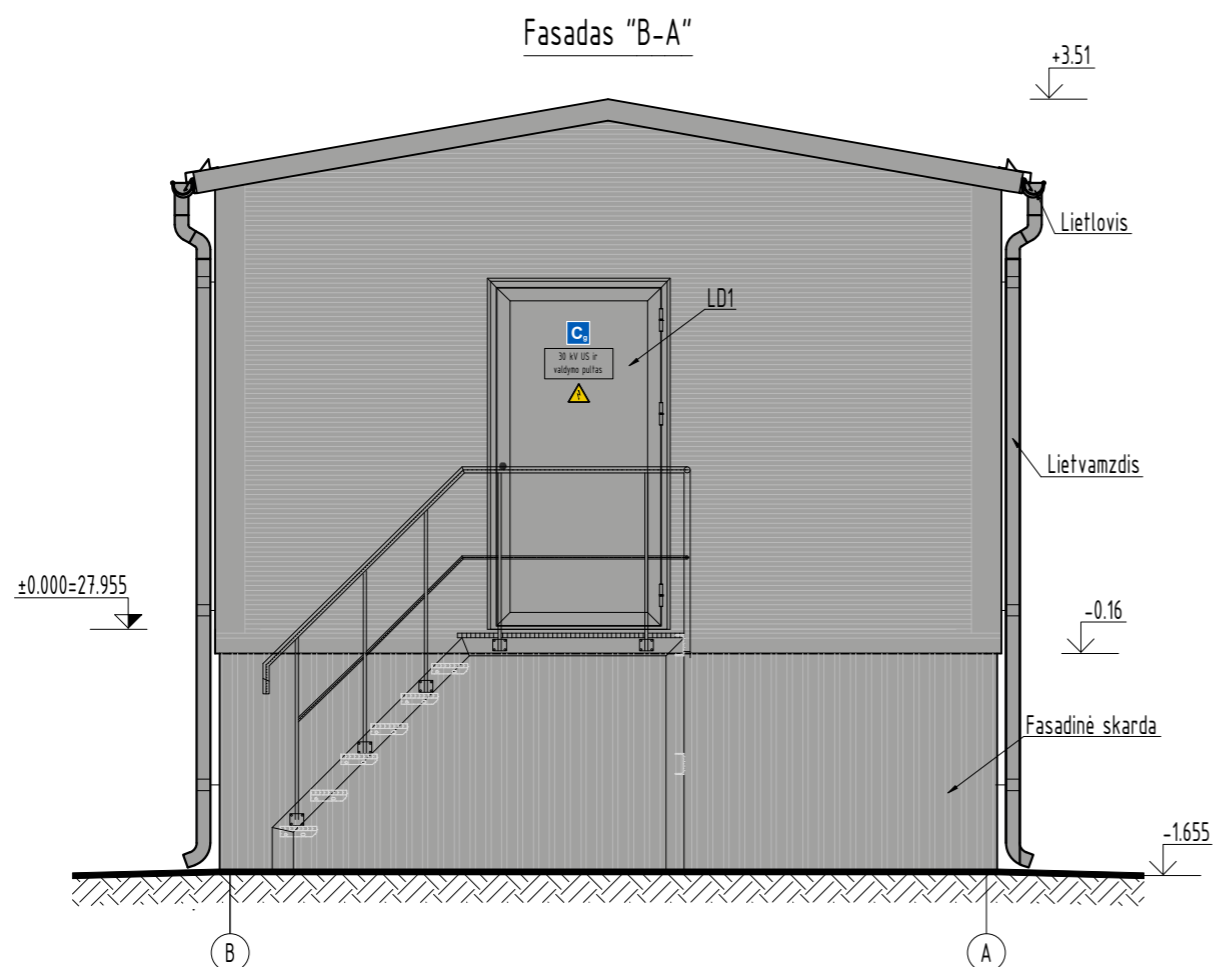 Fasadas "B-A"
+3.51
Lietlovis
LD1
Cg
30 kV US ir
valdymo pultas
Lietvamzdis
±0.000=27.955
-0.16
Fasadinė skarda
-1.655
B
A